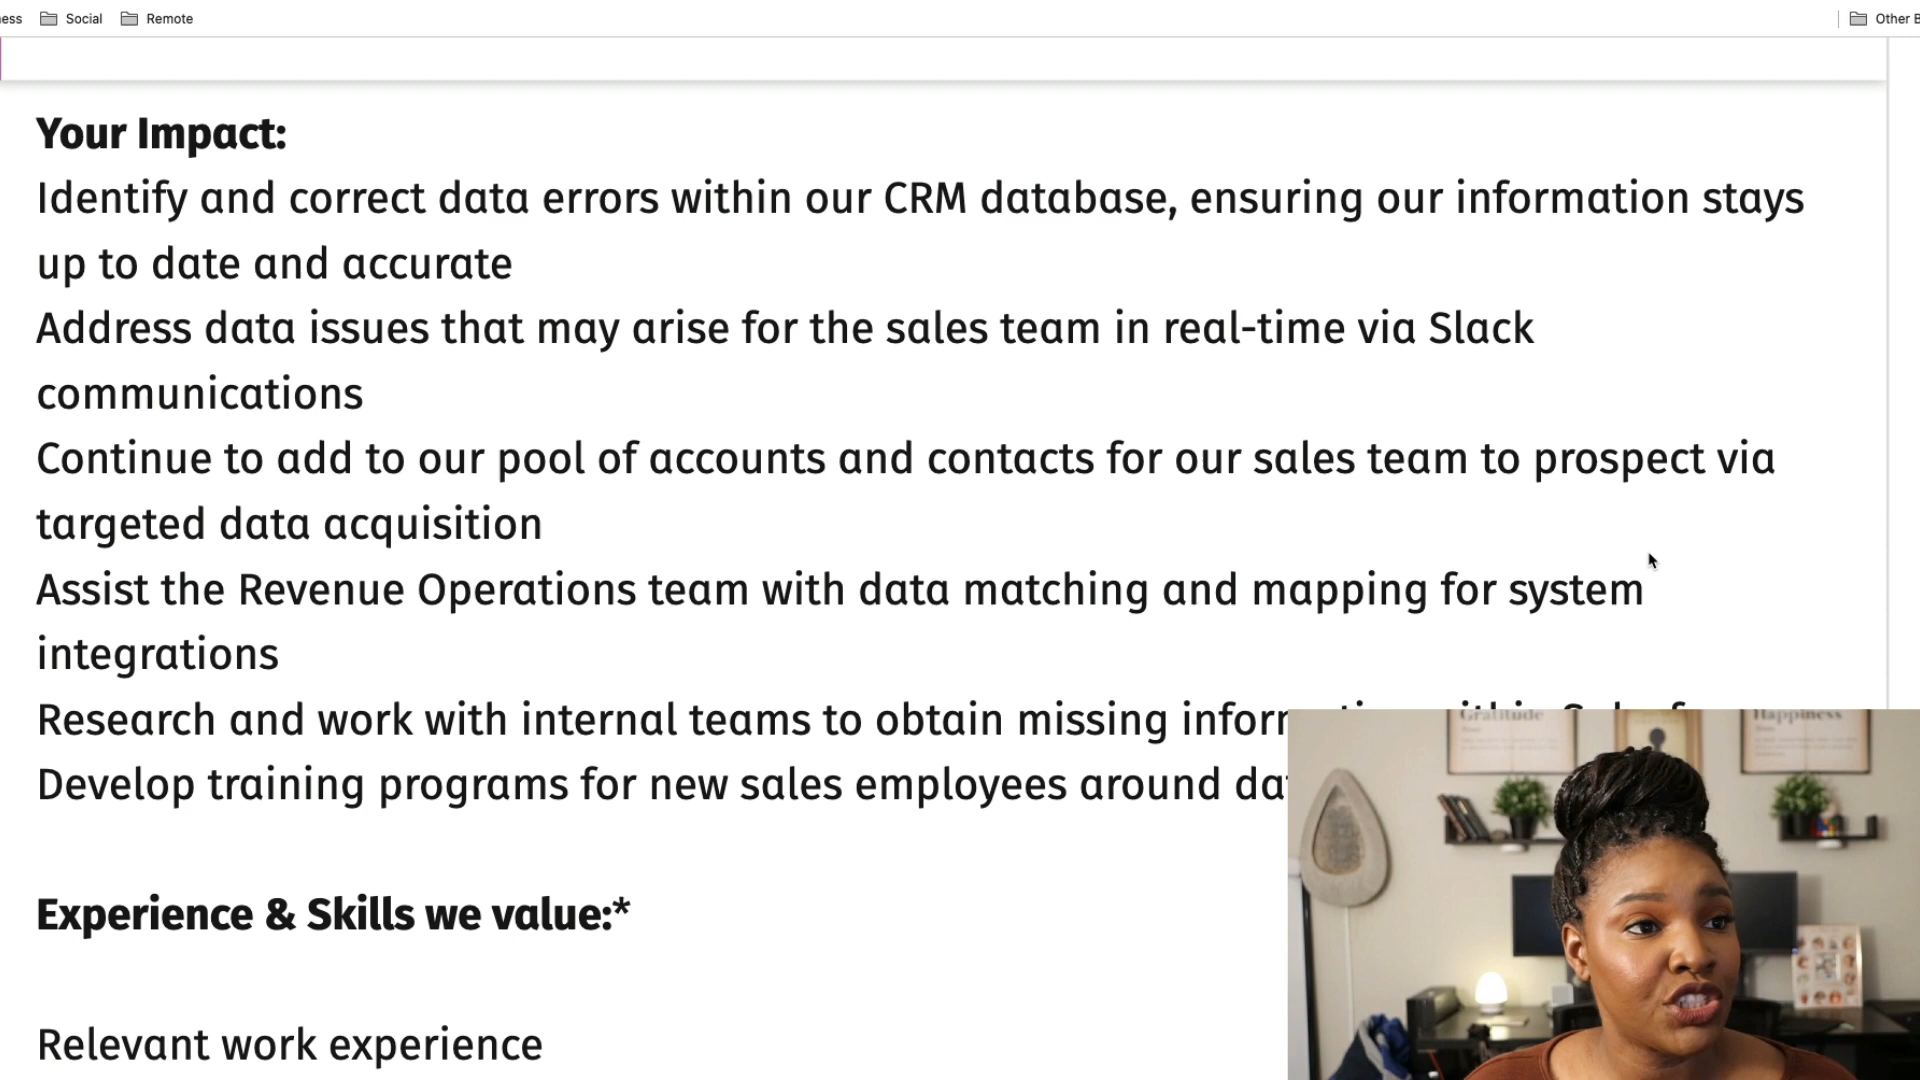 Social Remote Other
Your Impact:
Identify and correct data errors within our CRM database, ensuring our information stays
up to date and accurate
Address data issues that may arise for the sales team in real-time via Slack
communications
Continue to add to our pool of accounts and contacts for our sales team to prospect via
targeted data acquisition
Assist the Revenue Operations team with data matching and mapping for system
integrations
Research and work with internal teams to obtain missing
Develop training programs for new sales employees around
Gratitude
Happiness
Experience & Skills we value:*
Relevant work experience